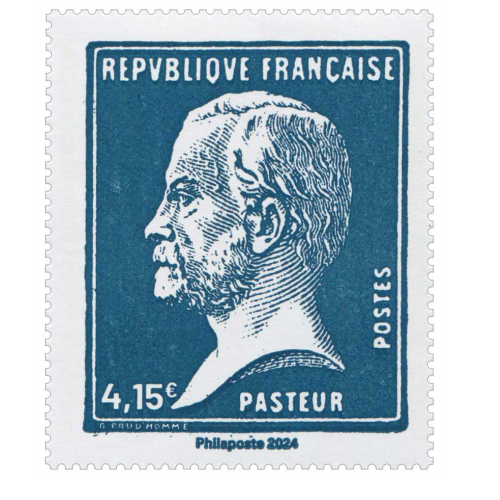 REPVBLIQVE FRANÇAISE
POSTES
4,15€
PASTEUR
G. PRUD'HOMME
Philaposte 2024